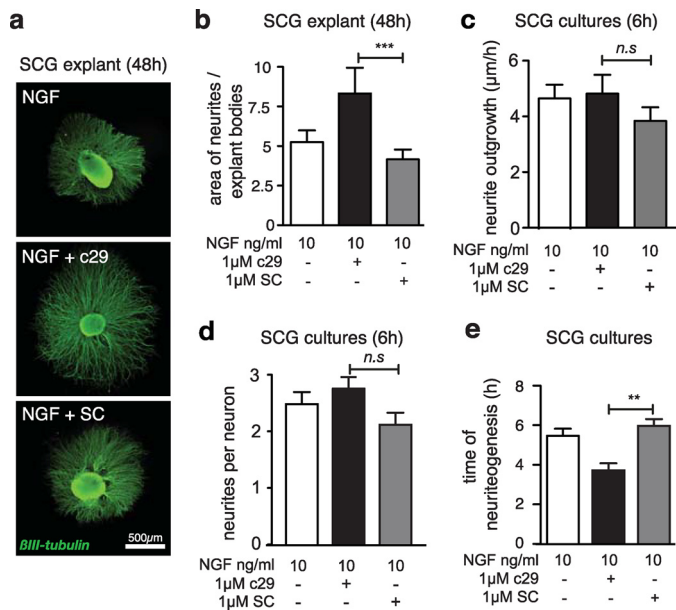 a
SCG explant (48h)
NGF
NGF + c29
NGF + SC
βIII-tubulin
500μm
b
SCG explant (48h)
area of neurites /
explant bodies
10
7.5
5
2.5
0
***
NGF ng/ml 10 10 10
1μM c29 - + -
1μM SC - - +
c
SCG cultures (6h)
neurite outgrowth (μm/h)
6
4
2
0
n.s
NGF ng/ml 10 10 10
1μM c29 - + -
1μM SC - - +
d
SCG cultures (6h)
neurites per neuron
3
2
1
0
n.s
NGF ng/ml 10 10 10
1μM c29 - + -
1μM SC - - +
e
SCG cultures
time of
neuriteogenesis (h)
8
6
4
2
0
**
NGF ng/ml 10 10 10
1μM c29 - + -
1μM SC - - +